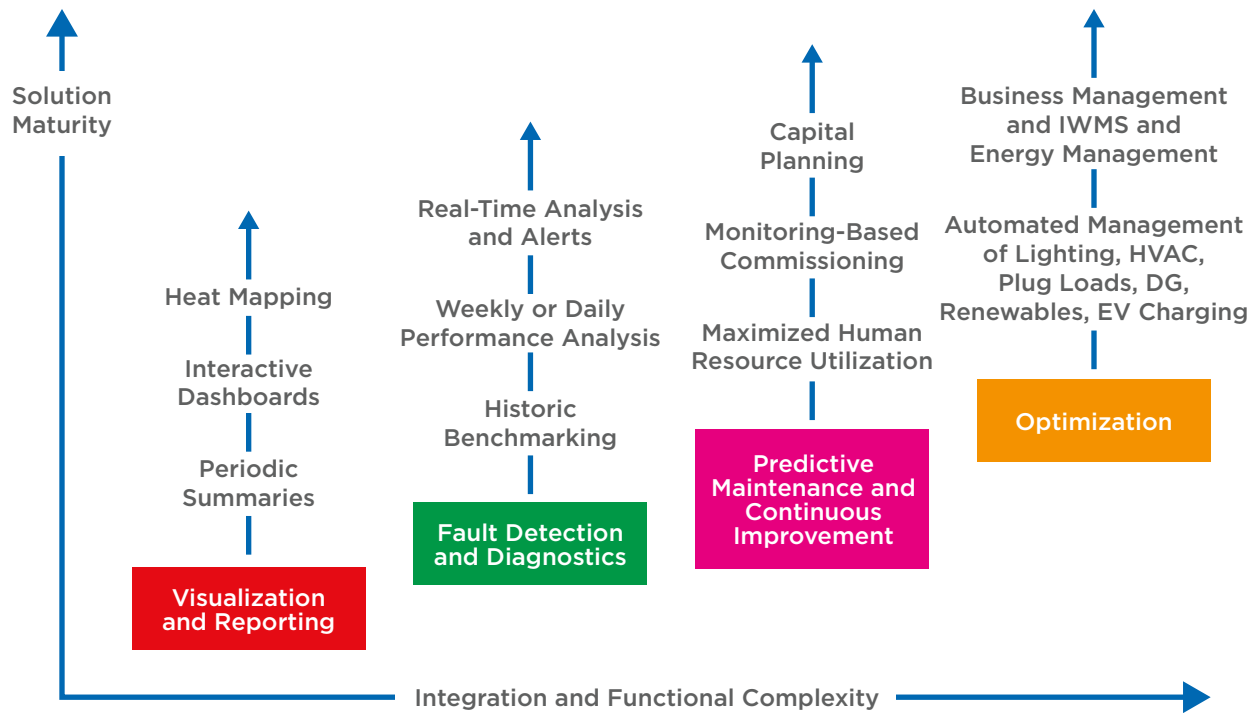 Solution
Maturity
Heat Mapping
Interactive
Dashboards
Periodic
Summaries
Visualization
and Reporting
Real-Time Analysis
and Alerts
Weekly or Daily
Performance Analysis
Historic
Benchmarking
Fault Detection
and Diagnostics
Capital
Planning
Monitoring-Based
Commissioning
Maximized Human
Resource Utilization
Predictive
Maintenance and
Continuous
Improvement
Business Management
and IWMS and
Energy Management
Automated Management
of Lighting, HVAC,
Plug Loads, DG,
Renewables, EV Charging
Optimization
Integration and Functional Complexity